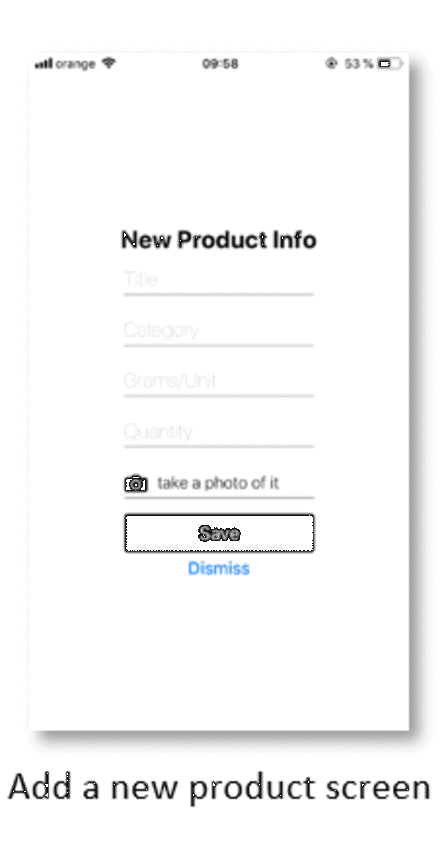 orange 09:58 53 %
New Product Info
Title
Category
Grams/Unit
Quantity
take a photo of it
Save
Dismiss
Add a new product screen